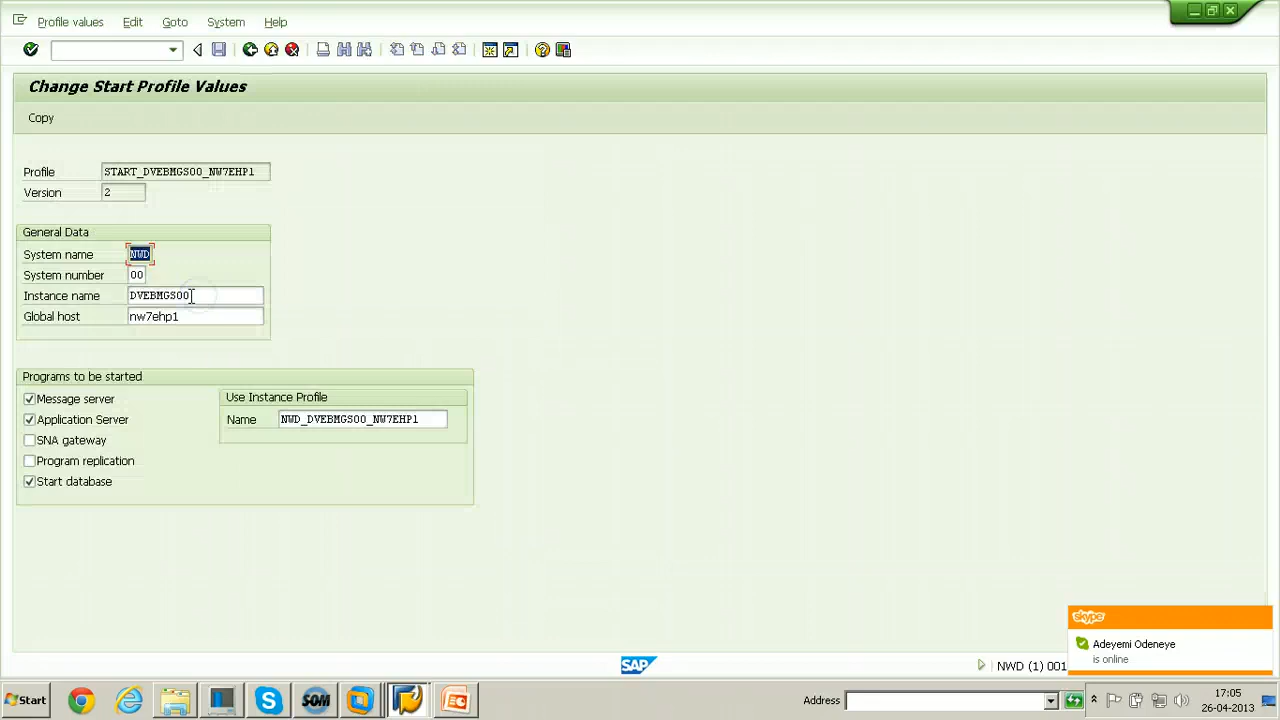 Profile values Edit Goto System Help
Change Start Profile Values
Copy
Profile START_DVEBMGS00_NW7EHP1
Version 2
General Data
System name NWD
System number 00
Instance name DVEBMGS00
Global host nw7ehp1
Programs to be started
Message server
Use Instance Profile
Application Server
Name NWD_DVEBMGS00_NW7EHP1
SNA gateway
Program replication
Start database
skype
Adeyemi Odeneye
is online
SAP
NWD (1) 001
Start
SOM
Address
17:05
26-04-2013